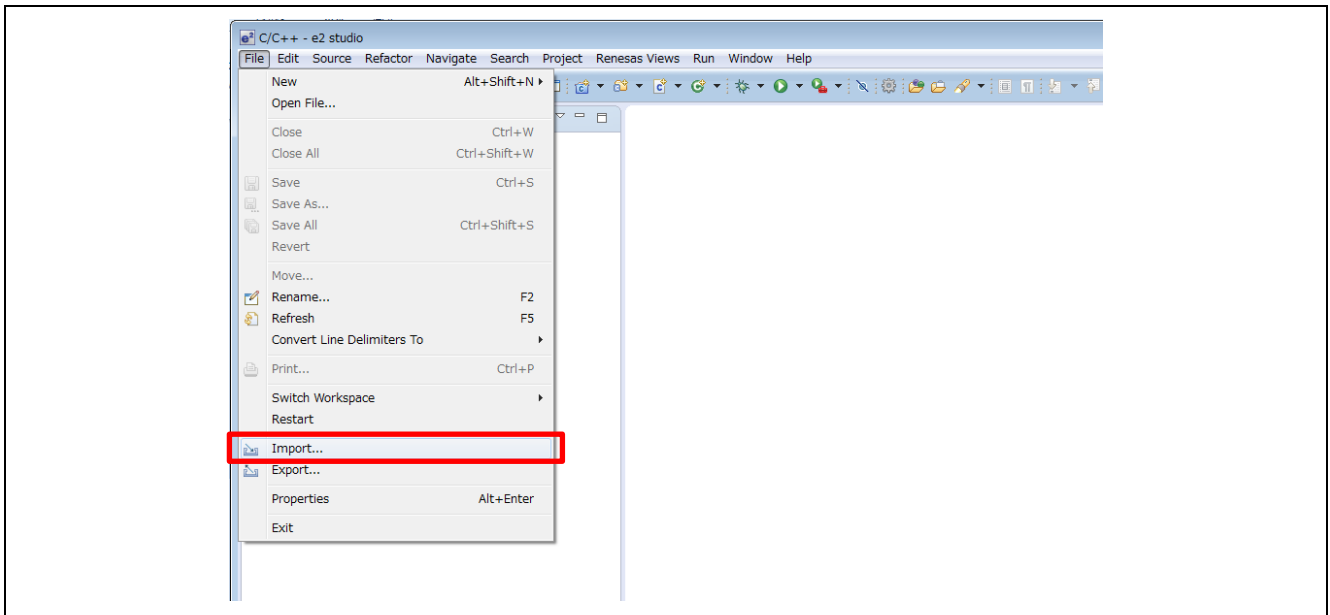 C/C++ - e2 studio
File Edit Source Refactor Navigate Search Project Renesas Views Run Window Help
New Alt+Shift+N
Open File...
Close Ctrl+W
Close All Ctrl+Shift+W
Save Ctrl+S
Save As...
Save All Ctrl+Shift+S
Revert
Move...
Rename... F2
Refresh F5
Convert Line Delimiters To
Print... Ctrl+P
Switch Workspace
Restart
Import...
Export...
Properties Alt+Enter
Exit